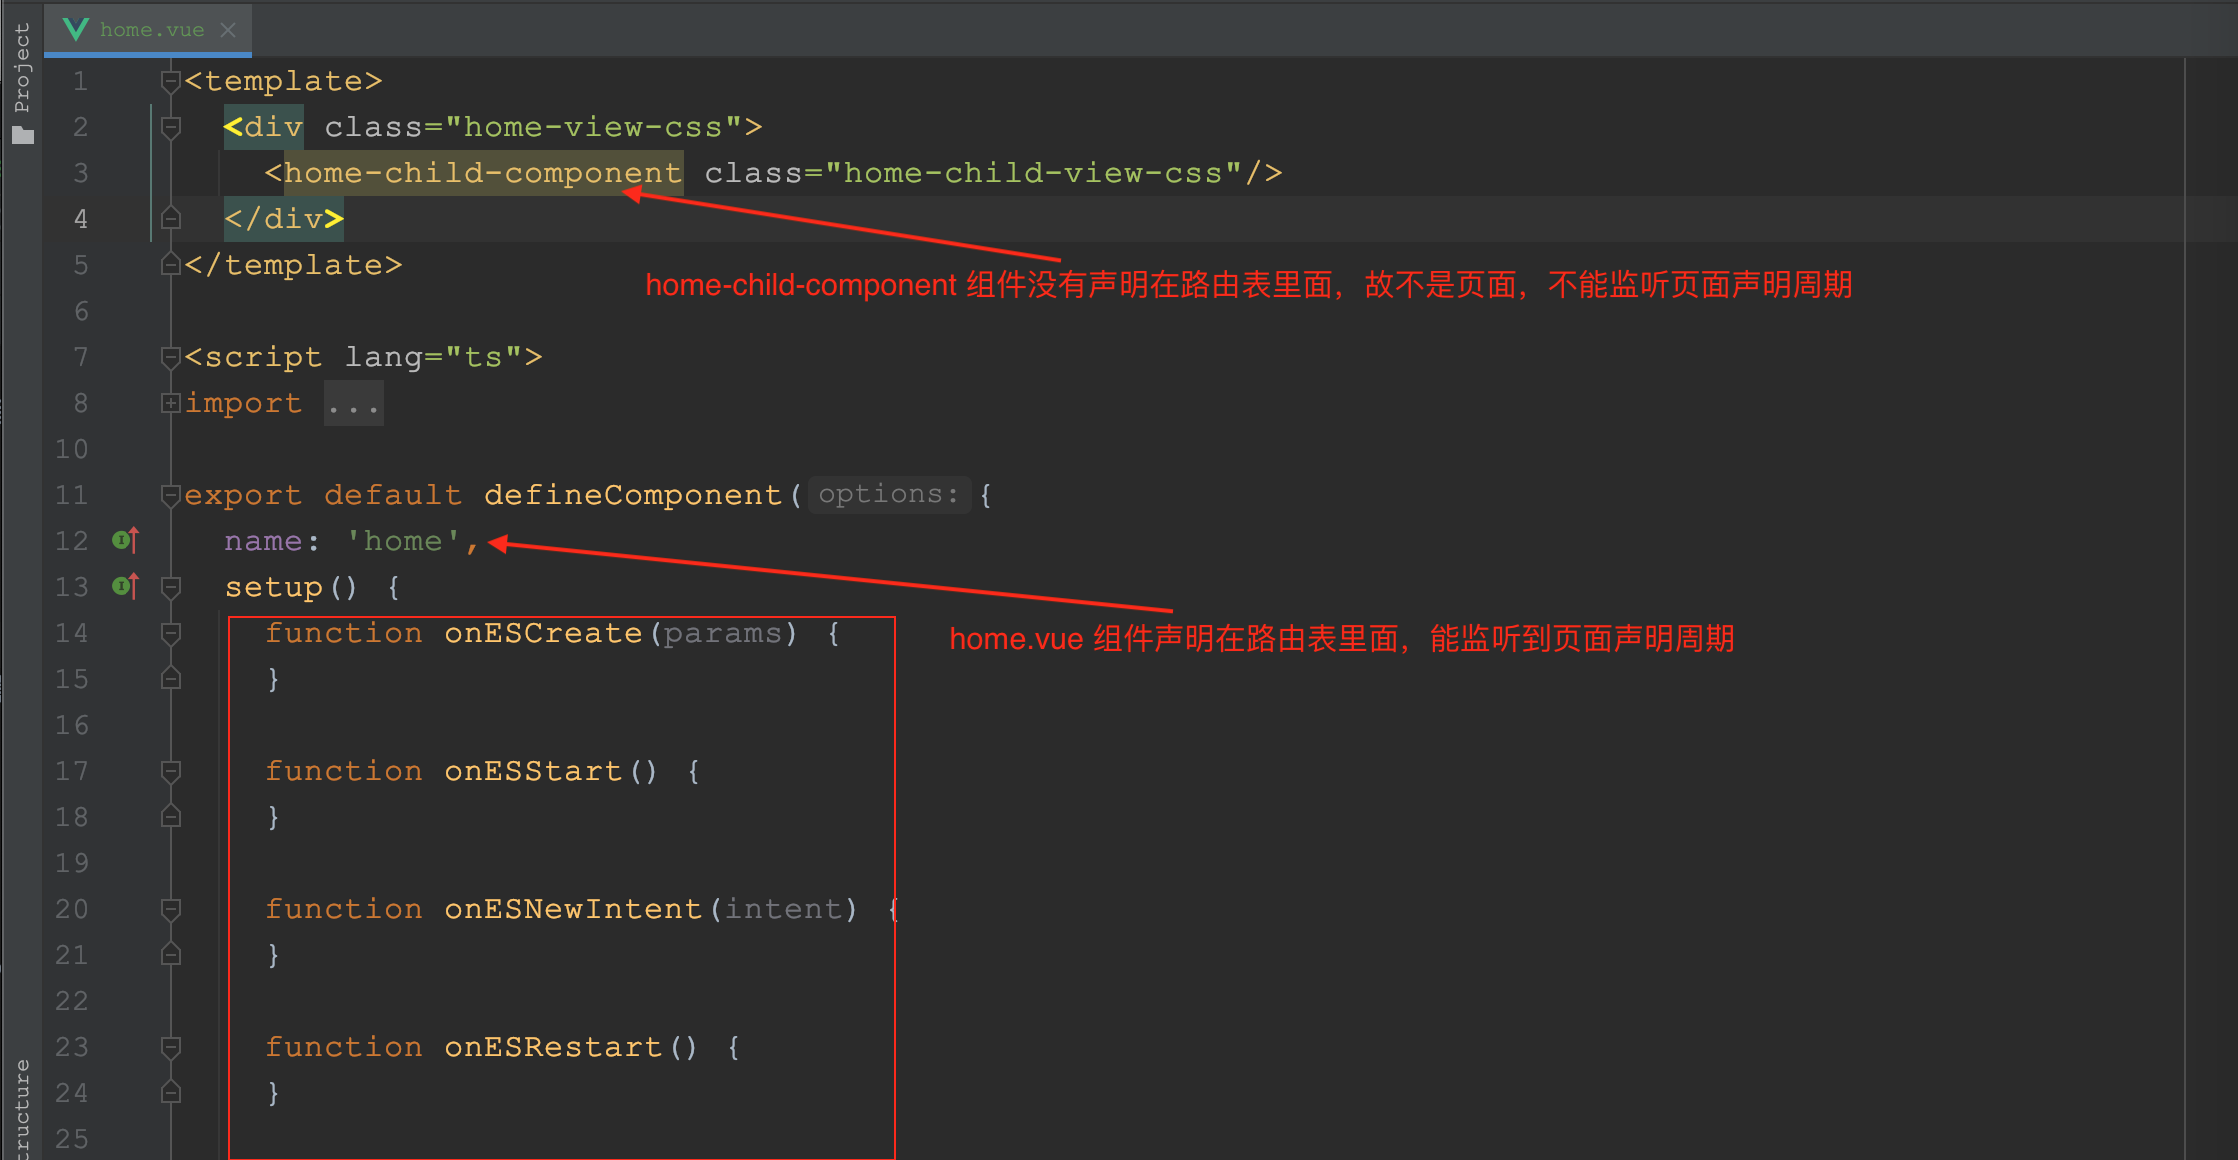 Project
home.vue
1 <template>
2 <div class="home-view-css">
3 <home-child-component class="home-child-view-css"/>
4 </div>
5 </template>
home-child-component 组件没有声明在路由表里面，故不是页面，不能监听页面声明周期
6
7 <script lang="ts">
8 import ...
10
11 export default defineComponent( options: {
12 name: 'home',
13 setup() {
14 function onESCreate(params) {
home.vue 组件声明在路由表里面，能监听到页面声明周期
15 }
16
17 function onESStart() {
18 }
19
20 function onESNewIntent(intent) {
21 }
22
23 function onESRestart() {
24 }
25
tructure